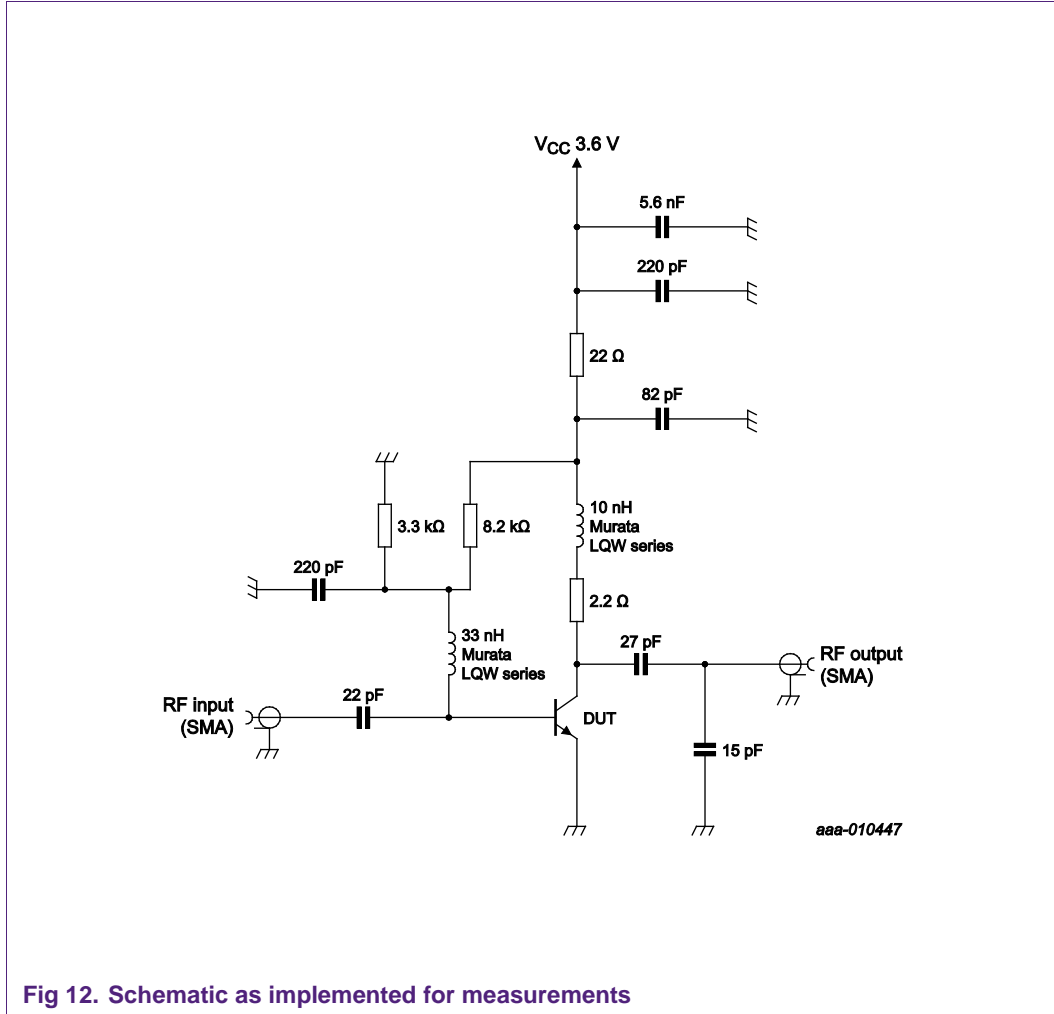 VCC 3.6 V
5.6 nF
220 pF
22 Ω
82 pF
3.3 kΩ
8.2 kΩ
10 nH
Murata
LQW series
220 pF
2.2 Ω
33 nH
Murata
LQW series
27 pF
RF output
(SMA)
22 pF
RF input
(SMA)
DUT
15 pF
aaa-010447
Fig 12. Schematic as implemented for measurements